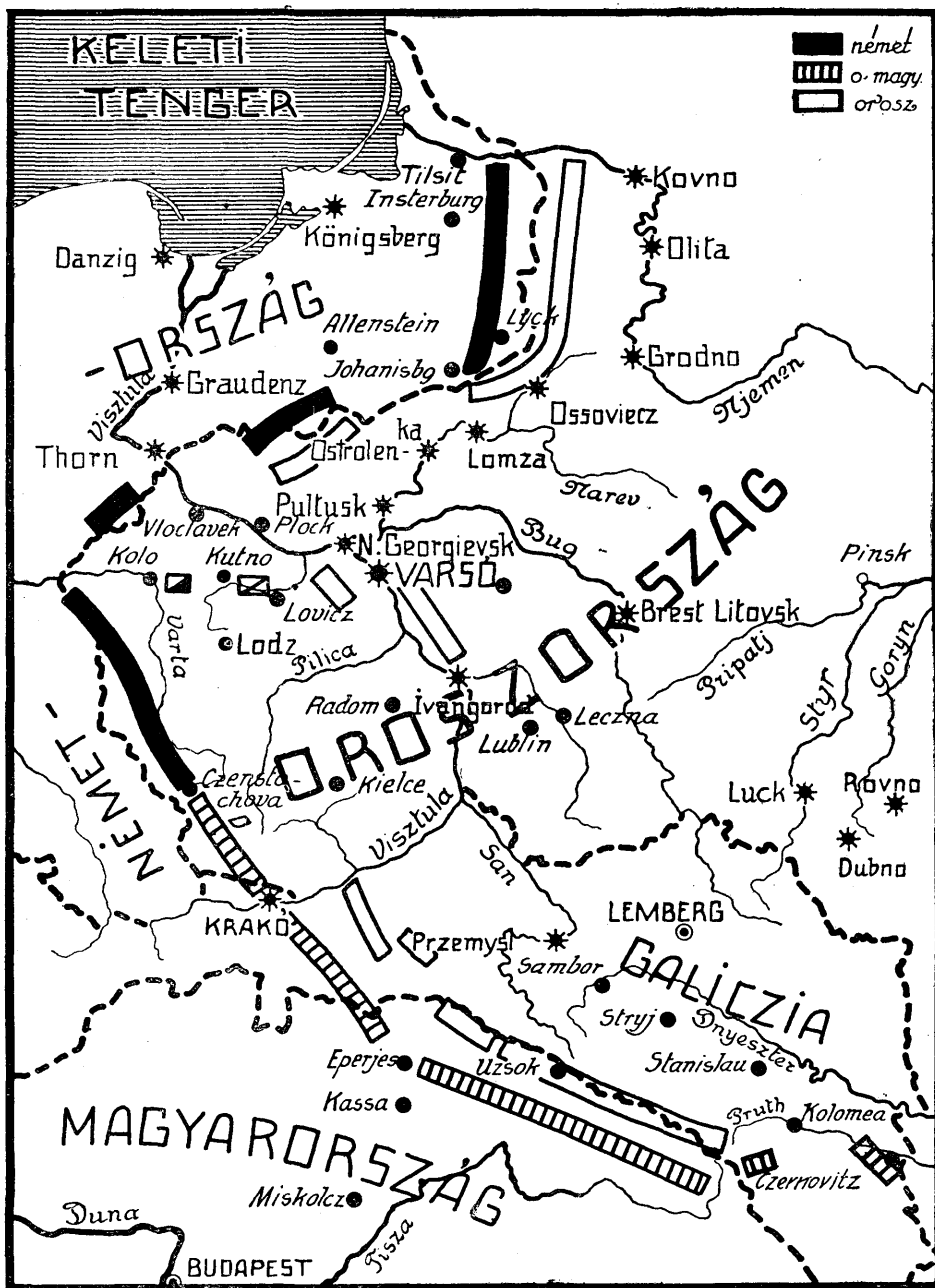 KELETI
TENGER
német
o-magy.
orosz
Tilsit
Insterburg
Kovno
Königsberg
Danzig
Olita
-ORSZÁG
Allenstein
Lyck
Johanisbg
Grodno
Visztula
Graudenz
Ossoviecz
Njemen
Thorn
Ostrolen-
ka
Lomza
Narev
Pultusk
Vloclavek
Plock
Bug
N. Georgievsk
Kolo
Kutno
VARSÓ
Pinsk
Lovicz
Brest Litovsk
Varta
Lodz
Pilica
Pripatj
Styr
Goryn
OROSZORSZÁG
Radom
Ivangorod
Leczna
Lublin
NÉMET-
Czensto-
chova
Kielce
Luck
Rovno
Visztula
San
Dubno
KRAKÓ
LEMBERG
Przemysl
Sambor
GALICZIA
Stryj
Dnyeszter
Eperjes
Uzsok
Stanislau
Kassa
Pruth
Kolomea
MAGYARORSZÁG
Czernovitz
Miskolcz
Duna
Tisza
BUDAPEST